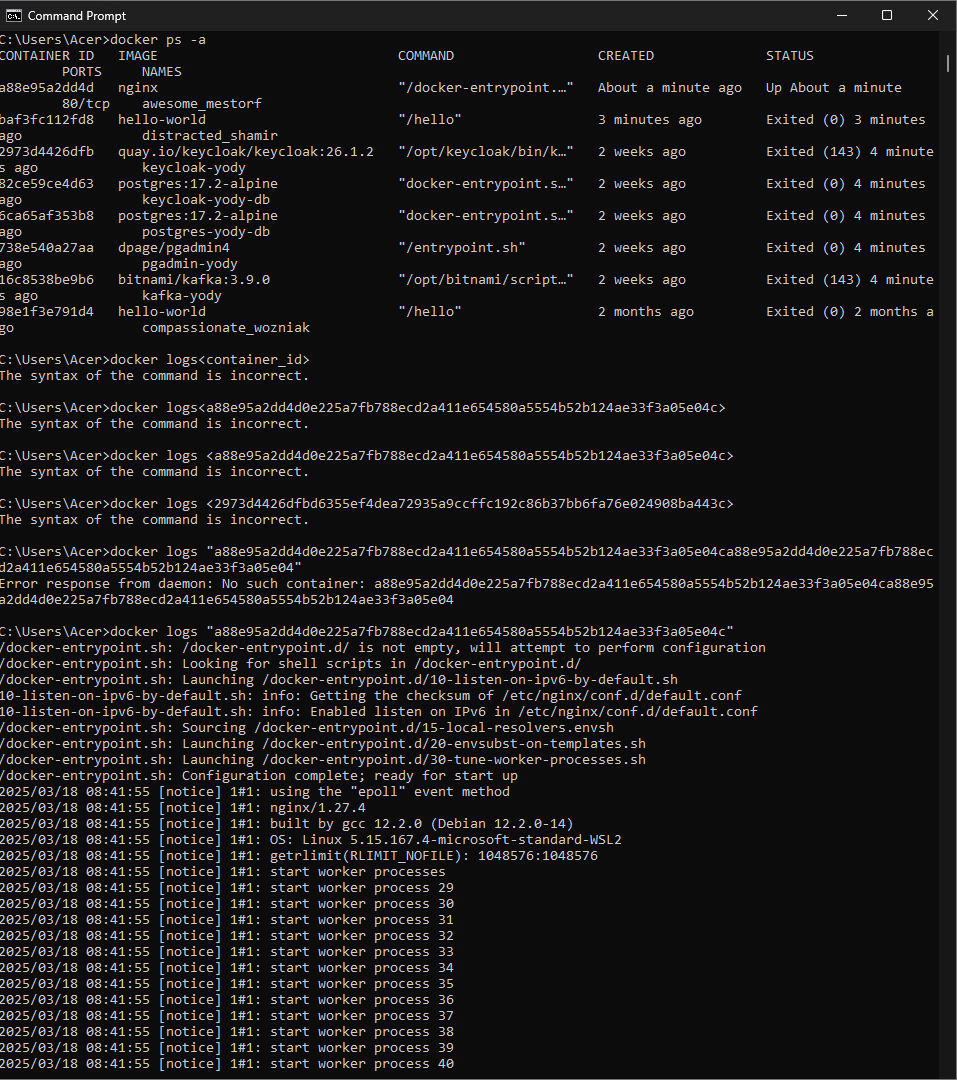 Command Prompt
C:\Users\Acer>docker ps -a
CONTAINER ID   IMAGE                              COMMAND                  CREATED              STATUS
        PORTS     NAMES
a88e95a2dd4d   nginx                              "/docker-entrypoint.…"   About a minute ago   Up About a minute
        80/tcp    awesome_mestorf
baf3fc112fd8   hello-world                        "/hello"                 3 minutes ago        Exited (0) 3 minutes
ago               distracted_shamir
2973d4426dfb   quay.io/keycloak/keycloak:26.1.2   "/opt/keycloak/bin/k…"   2 weeks ago          Exited (143) 4 minute
s ago             keycloak-yody
82ce59ce4d63   postgres:17.2-alpine               "docker-entrypoint.s…"   2 weeks ago          Exited (0) 4 minutes
ago               keycloak-yody-db
6ca65af353b8   postgres:17.2-alpine               "docker-entrypoint.s…"   2 weeks ago          Exited (0) 4 minutes
ago               postgres-yody-db
738e540a27aa   dpage/pgadmin4                     "/entrypoint.sh"         2 weeks ago          Exited (0) 4 minutes
ago               pgadmin-yody
16c8538be9b6   bitnami/kafka:3.9.0                "/opt/bitnami/script…"   2 weeks ago          Exited (143) 4 minute
s ago             kafka-yody
98e1f3e791d4   hello-world                        "/hello"                 2 months ago         Exited (0) 2 months a
go                compassionate_wozniak
C:\Users\Acer>docker logs<container_id>
The syntax of the command is incorrect.
C:\Users\Acer>docker logs<a88e95a2dd4d0e225a7fb788ecd2a411e654580a5554b52b124ae33f3a05e04c>
The syntax of the command is incorrect.
C:\Users\Acer>docker logs <a88e95a2dd4d0e225a7fb788ecd2a411e654580a5554b52b124ae33f3a05e04c>
The syntax of the command is incorrect.
C:\Users\Acer>docker logs <2973d4426dfbd6355ef4dea72935a9ccffc192c86b37bb6fa76e024908ba443c>
The syntax of the command is incorrect.
C:\Users\Acer>docker logs "a88e95a2dd4d0e225a7fb788ecd2a411e654580a5554b52b124ae33f3a05e04ca88e95a2dd4d0e225a7fb788ec
d2a411e654580a5554b52b124ae33f3a05e04"
Error response from daemon: No such container: a88e95a2dd4d0e225a7fb788ecd2a411e654580a5554b52b124ae33f3a05e04ca88e95
a2dd4d0e225a7fb788ecd2a411e654580a5554b52b124ae33f3a05e04
C:\Users\Acer>docker logs "a88e95a2dd4d0e225a7fb788ecd2a411e654580a5554b52b124ae33f3a05e04c"
/docker-entrypoint.sh: /docker-entrypoint.d/ is not empty, will attempt to perform configuration
/docker-entrypoint.sh: Looking for shell scripts in /docker-entrypoint.d/
/docker-entrypoint.sh: Launching /docker-entrypoint.d/10-listen-on-ipv6-by-default.sh
10-listen-on-ipv6-by-default.sh: info: Getting the checksum of /etc/nginx/conf.d/default.conf
10-listen-on-ipv6-by-default.sh: info: Enabled listen on IPv6 in /etc/nginx/conf.d/default.conf
/docker-entrypoint.sh: Sourcing /docker-entrypoint.d/15-local-resolvers.envsh
/docker-entrypoint.sh: Launching /docker-entrypoint.d/20-envsubst-on-templates.sh
/docker-entrypoint.sh: Launching /docker-entrypoint.d/30-tune-worker-processes.sh
/docker-entrypoint.sh: Configuration complete; ready for start up
2025/03/18 08:41:55 [notice] 1#1: using the "epoll" event method
2025/03/18 08:41:55 [notice] 1#1: nginx/1.27.4
2025/03/18 08:41:55 [notice] 1#1: built by gcc 12.2.0 (Debian 12.2.0-14)
2025/03/18 08:41:55 [notice] 1#1: OS: Linux 5.15.167.4-microsoft-standard-WSL2
2025/03/18 08:41:55 [notice] 1#1: getrlimit(RLIMIT_NOFILE): 1048576:1048576
2025/03/18 08:41:55 [notice] 1#1: start worker processes
2025/03/18 08:41:55 [notice] 1#1: start worker process 29
2025/03/18 08:41:55 [notice] 1#1: start worker process 30
2025/03/18 08:41:55 [notice] 1#1: start worker process 31
2025/03/18 08:41:55 [notice] 1#1: start worker process 32
2025/03/18 08:41:55 [notice] 1#1: start worker process 33
2025/03/18 08:41:55 [notice] 1#1: start worker process 34
2025/03/18 08:41:55 [notice] 1#1: start worker process 35
2025/03/18 08:41:55 [notice] 1#1: start worker process 36
2025/03/18 08:41:55 [notice] 1#1: start worker process 37
2025/03/18 08:41:55 [notice] 1#1: start worker process 38
2025/03/18 08:41:55 [notice] 1#1: start worker process 39
2025/03/18 08:41:55 [notice] 1#1: start worker process 40